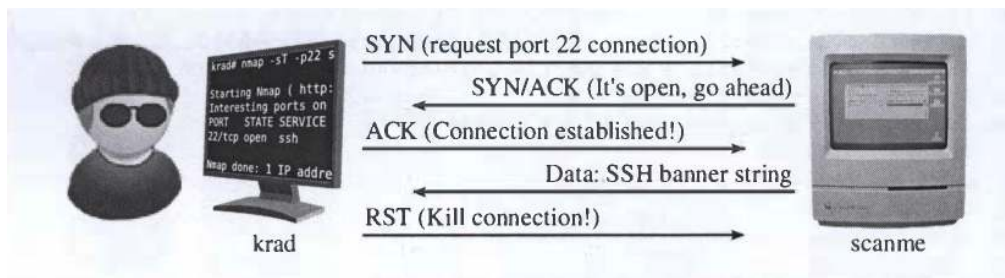 krad# nmap -sT -p22 s
Starting Nmap ( http:
Interesting ports on
PORT STATE SERVICE
22/tcp open ssh
Nmap done: 1 IP addre
krad
SYN (request port 22 connection)
SYN/ACK (It's open, go ahead)
ACK (Connection established!)
Data: SSH banner string
RST (Kill connection!)
scanme